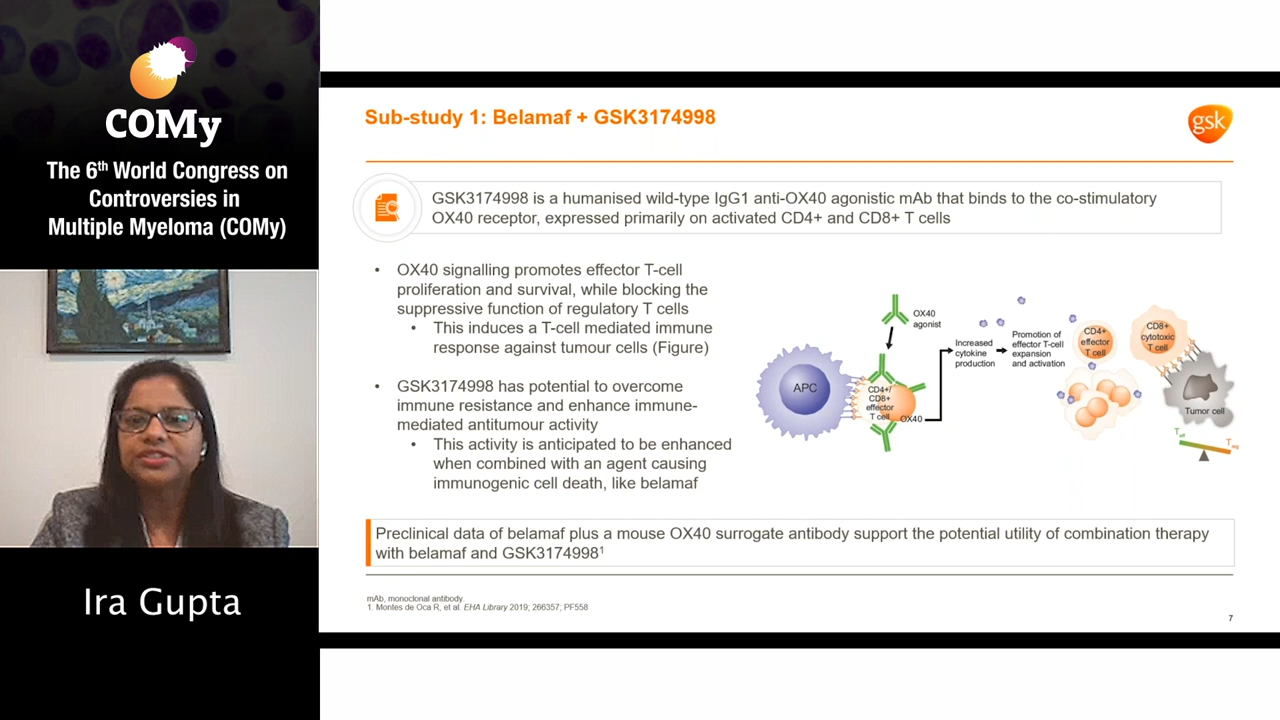 COMy
The 6th World Congress on
Controversies in
Multiple Myeloma (COMy)
Ira Gupta
Sub-study 1: Belamaf + GSK3174998
gsk
GSK3174998 is a humanised wild-type IgG1 anti-OX40 agonistic mAb that binds to the co-stimulatory
OX40 receptor, expressed primarily on activated CD4+ and CD8+ T cells
• OX40 signalling promotes effector T-cell
proliferation and survival, while blocking the
suppressive function of regulatory T cells
• This induces a T-cell mediated immune
response against tumour cells (Figure)
• GSK3174998 has potential to overcome
immune resistance and enhance immune-
mediated antitumour activity
• This activity is anticipated to be enhanced
when combined with an agent causing
immunogenic cell death, like belamaf
OX40
agonist
APC
CD4+/
CD8+
effector
T cell
OX40
Increased
cytokine
production
Promotion of
effector T-cell
expansion
and activation
CD4+
effector
T cell
CD8+
cytotoxic
T cell
Tumor cell
Teff
Treg
Preclinical data of belamaf plus a mouse OX40 surrogate antibody support the potential utility of combination therapy
with belamaf and GSK3174998¹
mAb, monoclonal antibody.
1. Montes de Oca R, et al. EHA Library 2019; 266357; PF558
7